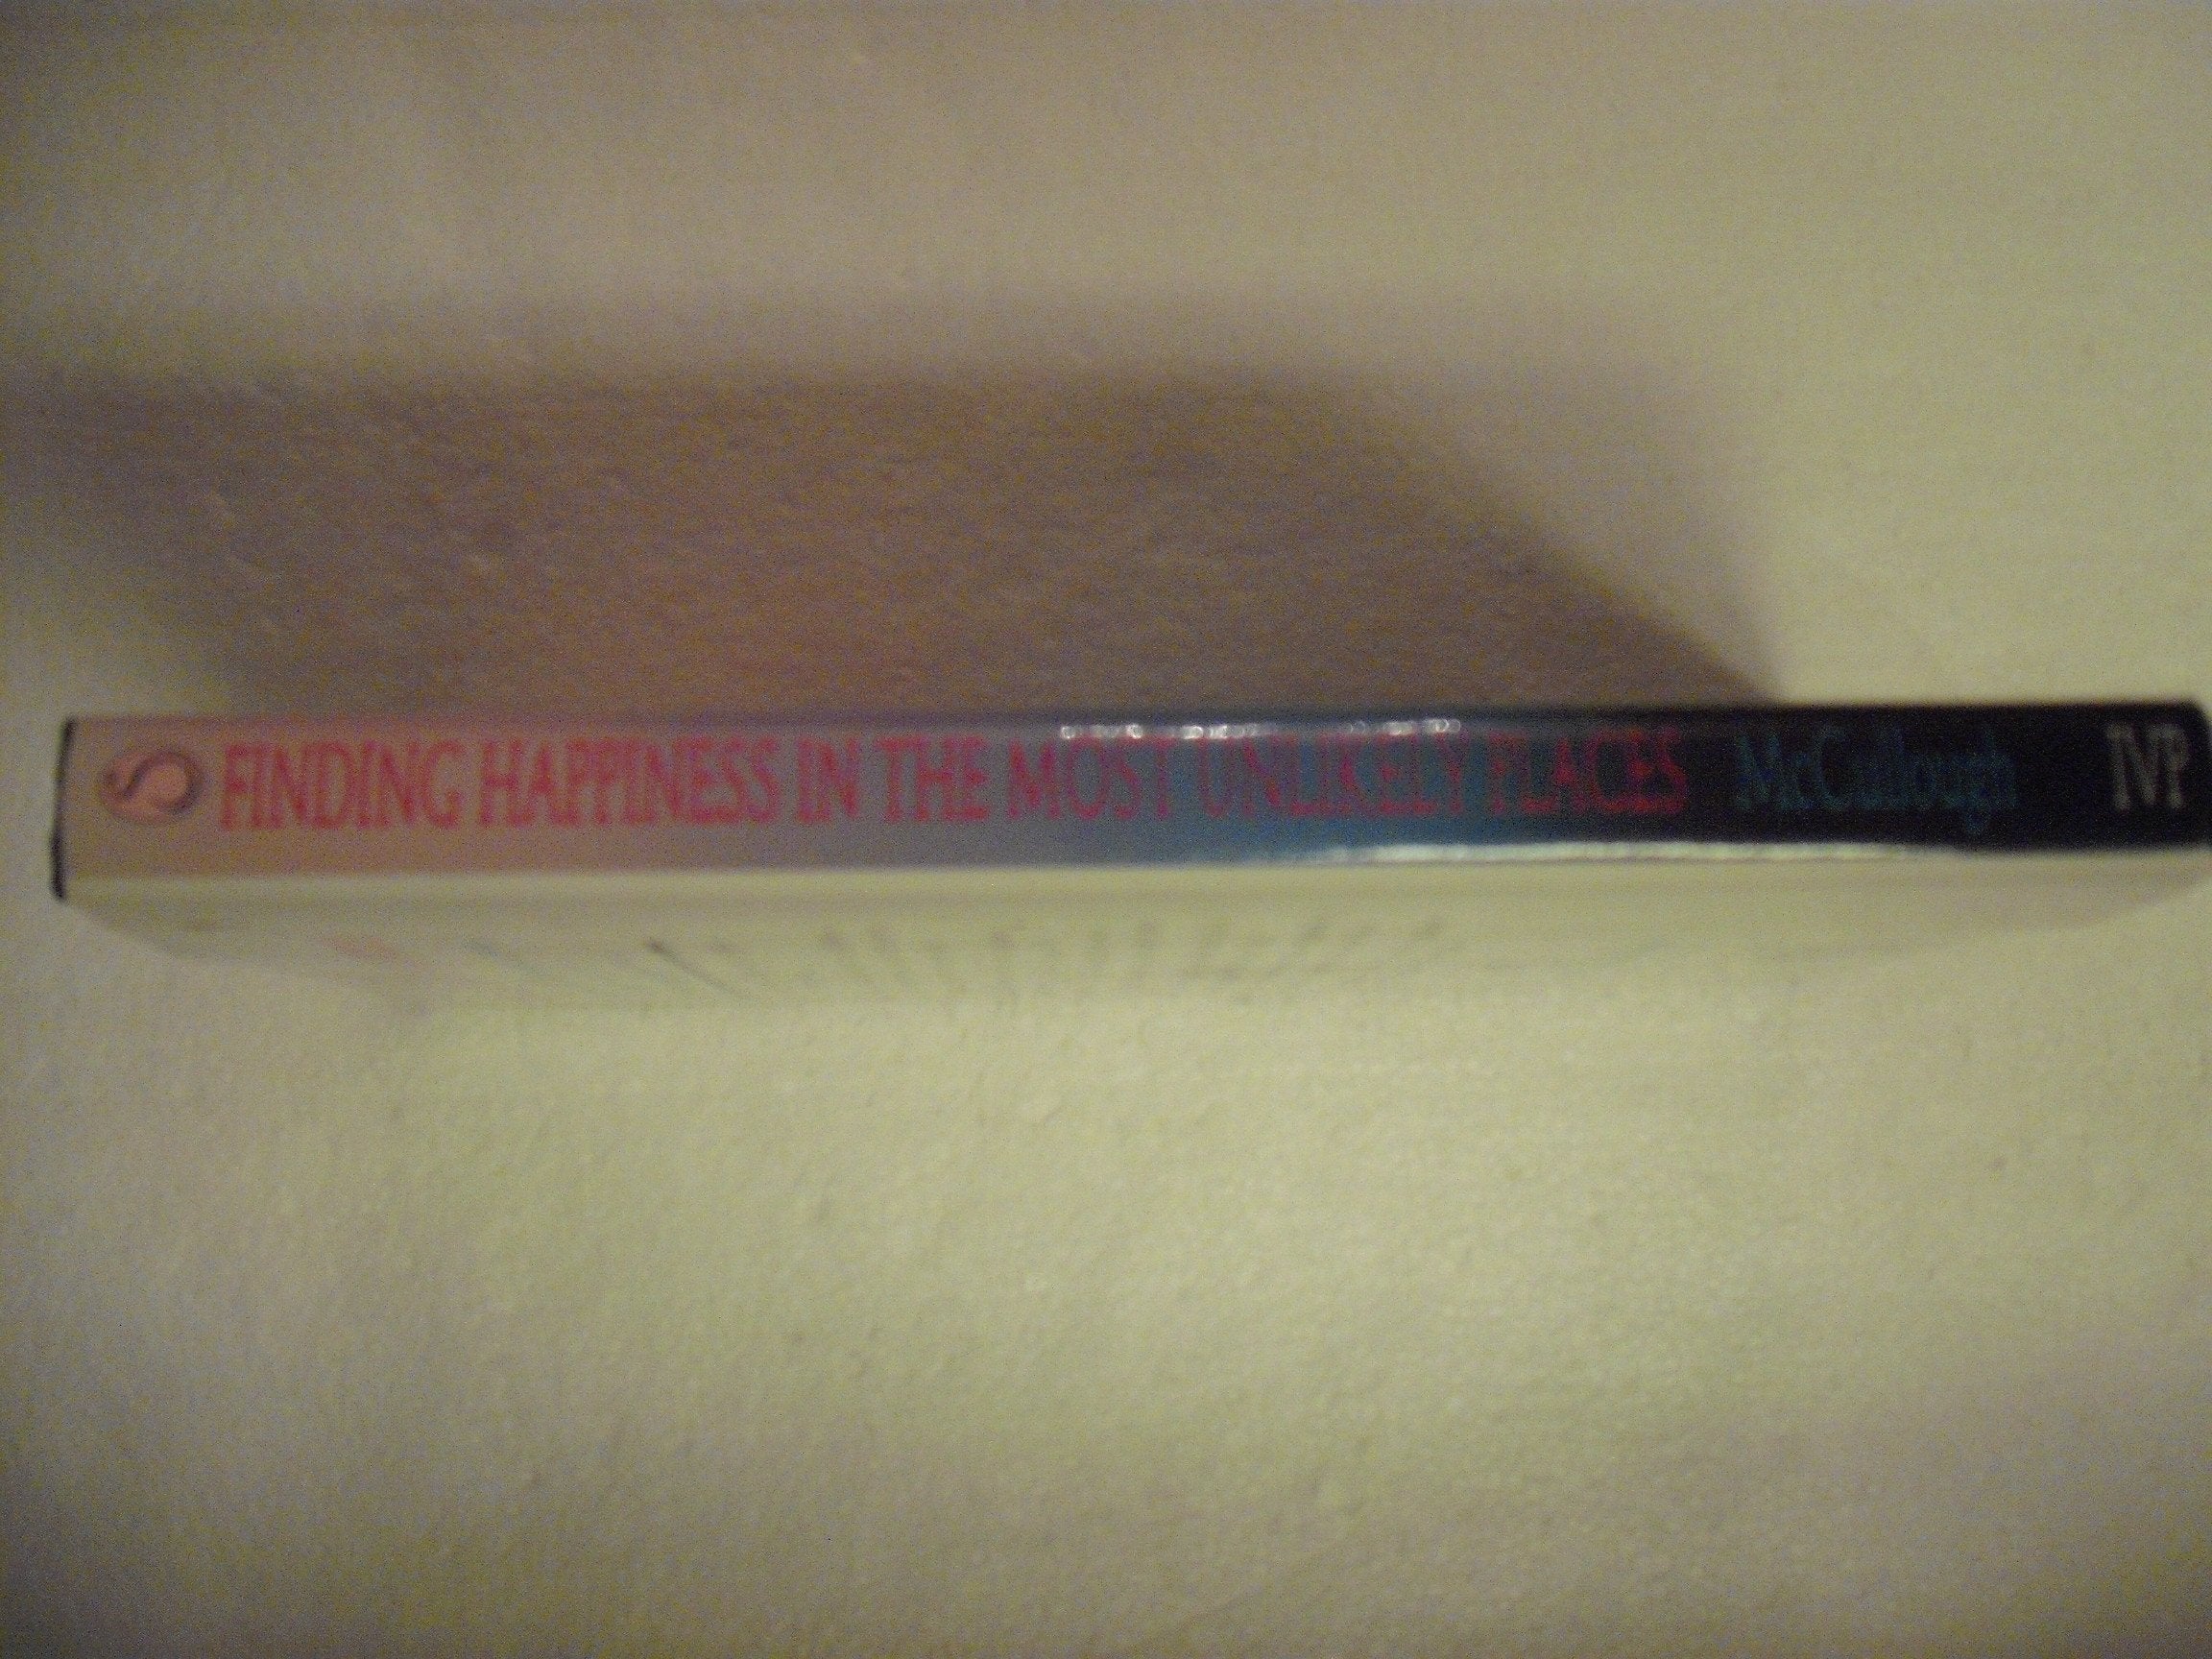 FINDING HAPPINESS IN THE MOST UNLIKELY PLACES McCullough IVP